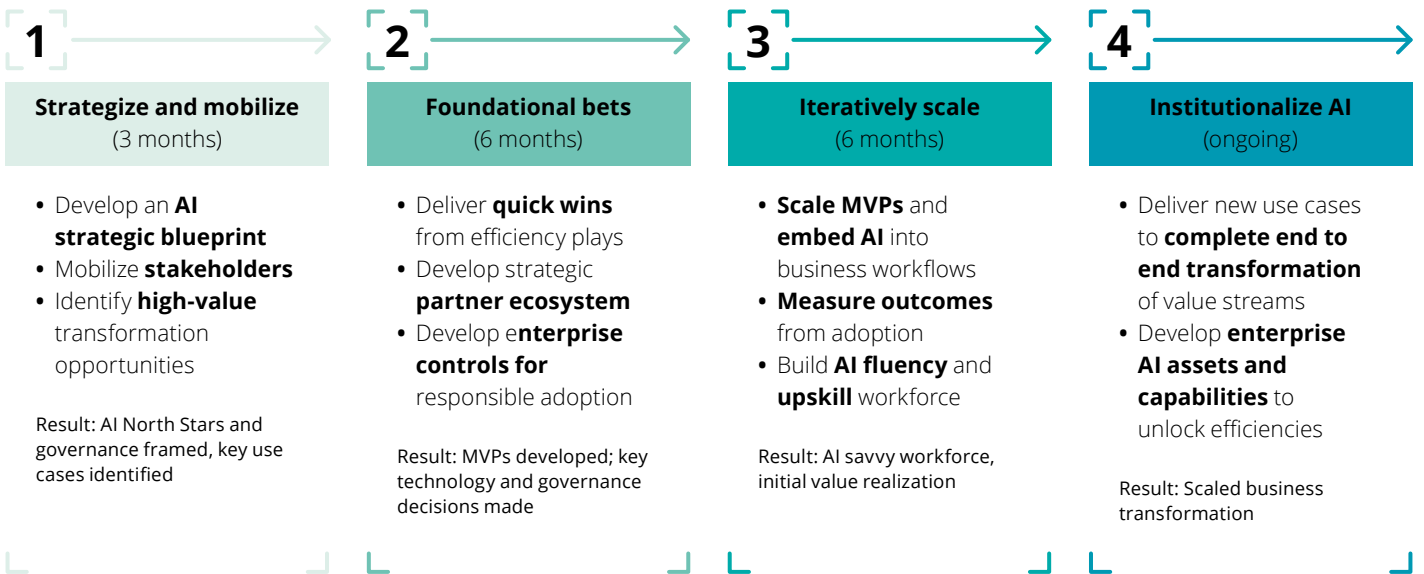 1
Strategize and mobilize
(3 months)
• Develop an AI
strategic blueprint
• Mobilize stakeholders
• Identify high-value
transformation
opportunities
Result: AI North Stars and
governance framed, key use
cases identified
2
Foundational bets
(6 months)
• Deliver quick wins
from efficiency plays
• Develop strategic
partner ecosystem
• Develop enterprise
controls for
responsible adoption
Result: MVPs developed; key
technology and governance
decisions made
3
Iteratively scale
(6 months)
• Scale MVPs and
embed AI into
business workflows
• Measure outcomes
from adoption
• Build AI fluency and
upskill workforce
Result: AI savvy workforce,
initial value realization
4
Institutionalize AI
(ongoing)
• Deliver new use cases
to complete end to
end transformation
of value streams
• Develop enterprise
AI assets and
capabilities to
unlock efficiencies
Result: Scaled business
transformation